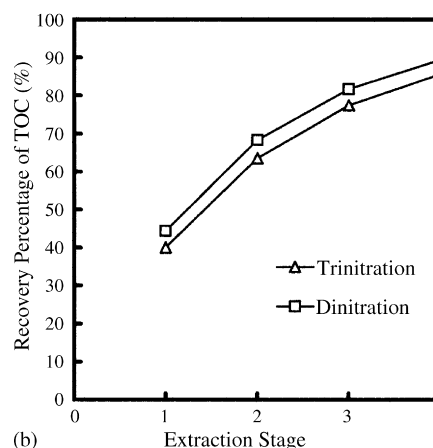 Recovery Percentage of TOC (%)
100
90
80
70
60
50
40
30
20
10
0
0 1 2 3
Trinitration
Dinitration
(b) Extraction Stage